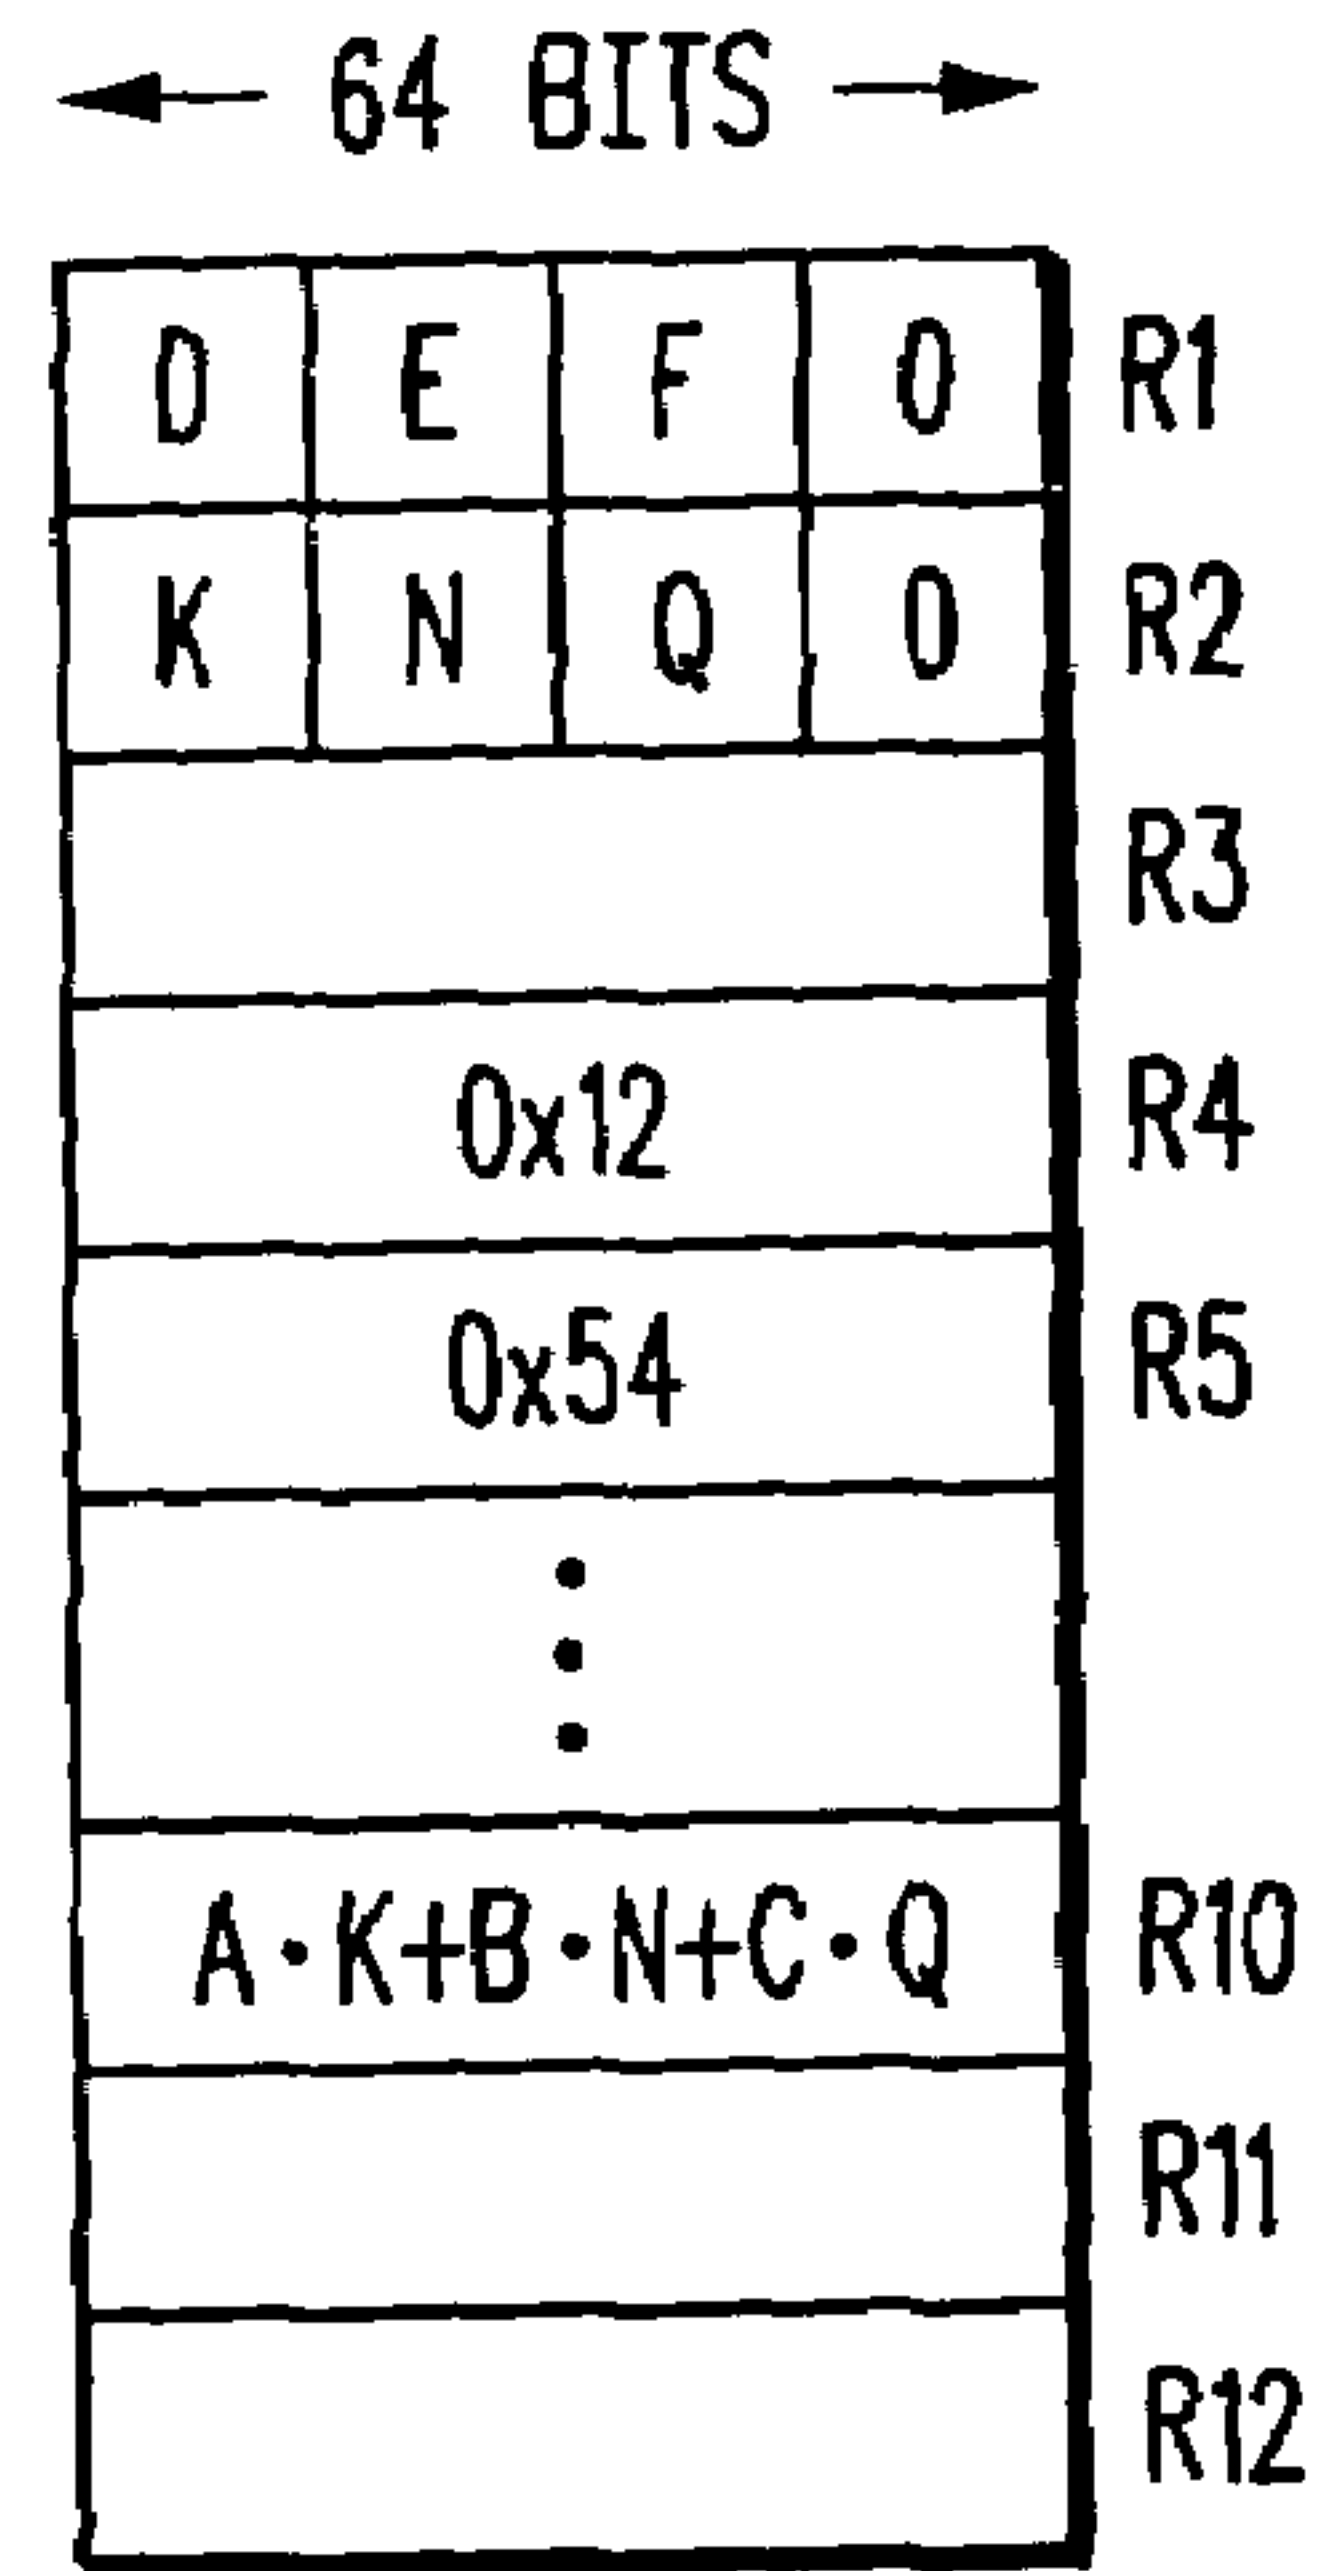 64 BITS
D E F 0 R1
K N Q 0 R2
R3
0x12 R4
0x54 R5
A·K+B·N+C·Q R10
R11
R12